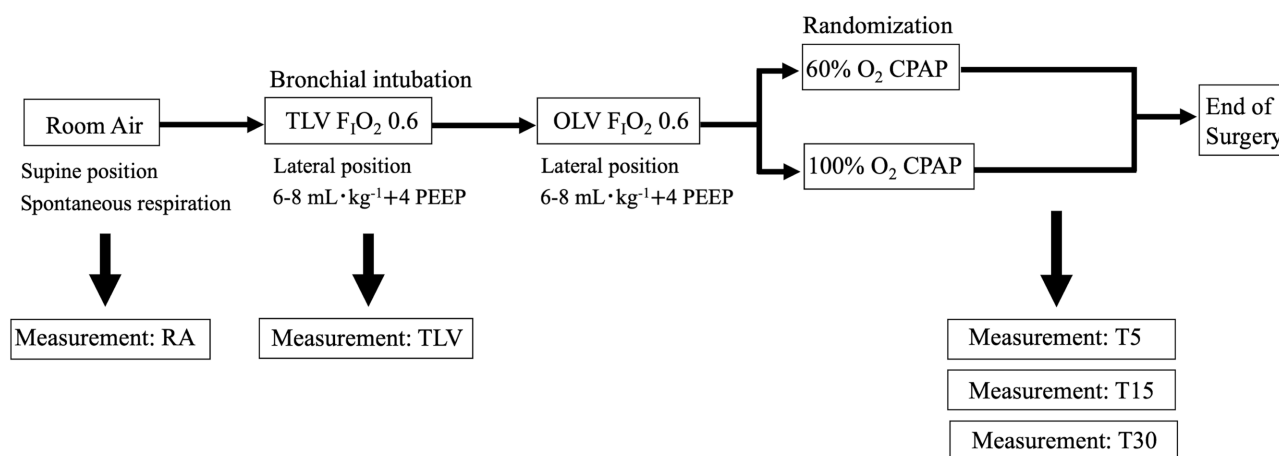 Randomization
60% O₂ CPAP
Bronchial intubation
Room Air
TLV FIO₂ 0.6
OLV FIO₂ 0.6
End of
Surgery
100% O₂ CPAP
Supine position
Spontaneous respiration
Lateral position
6-8 mL・kg⁻¹+4 PEEP
Lateral position
6-8 mL・kg⁻¹+4 PEEP
Measurement: RA
Measurement: TLV
Measurement: T5
Measurement: T15
Measurement: T30